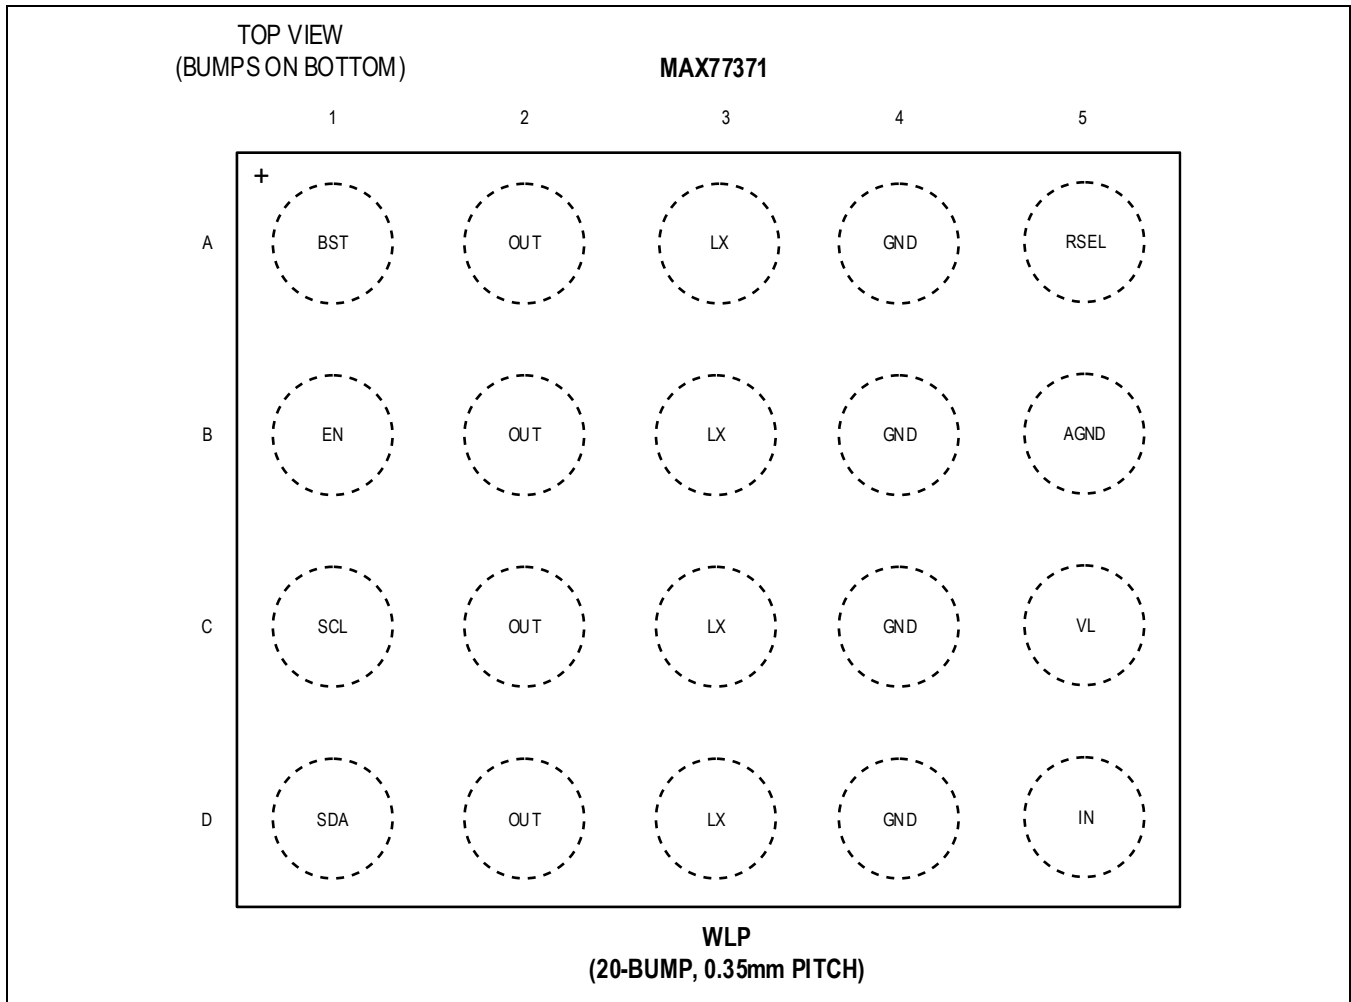 TOP VIEW
(BUMPS ON BOTTOM)
MAX77371
1 2 3 4 5
+
A BST OUT LX GND RSEL
B EN OUT LX GND AGND
C SCL OUT LX GND VL
D SDA OUT LX GND IN
WLP
(20-BUMP, 0.35mm PITCH)